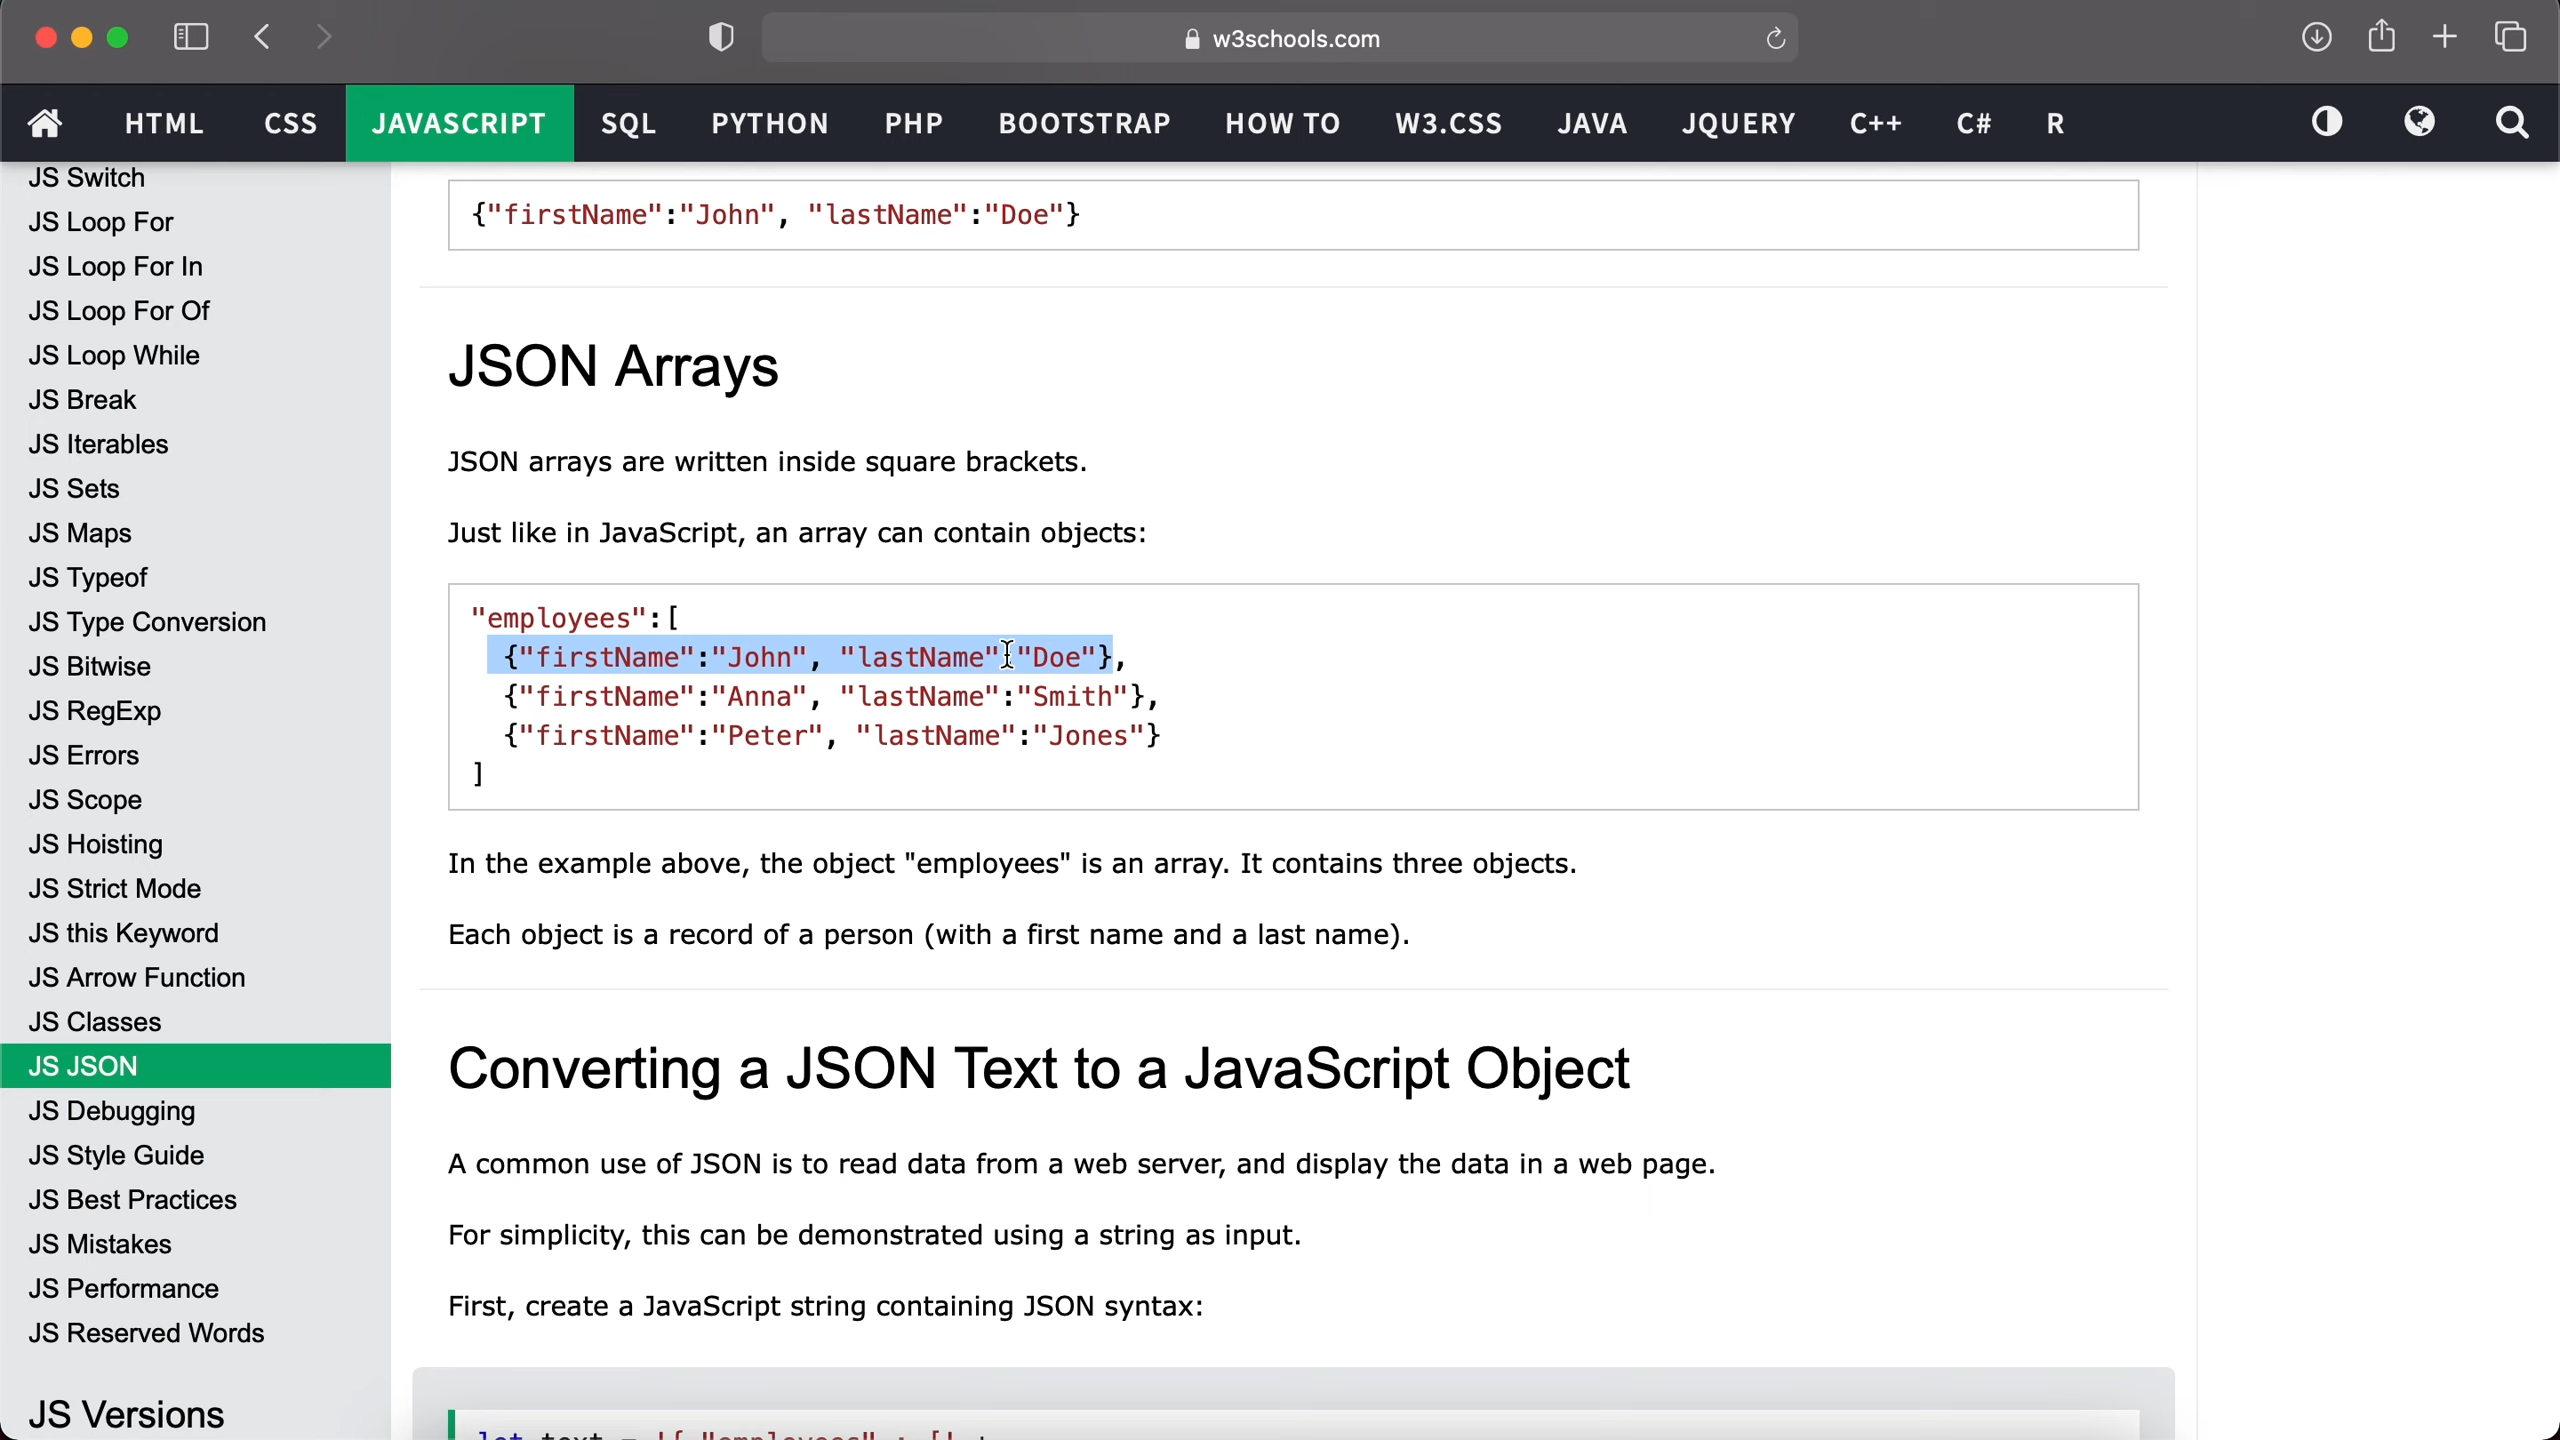 w3schools.com
HTML CSS JAVASCRIPT SQL PYTHON PHP BOOTSTRAP HOW TO W3.CSS JAVA JQUERY C++ C# R
JS Switch
JS Loop For
JS Loop For In
JS Loop For Of
JS Loop While
JS Break
JS Iterables
JS Sets
JS Maps
JS Typeof
JS Type Conversion
JS Bitwise
JS RegExp
JS Errors
JS Scope
JS Hoisting
JS Strict Mode
JS this Keyword
JS Arrow Function
JS Classes
JS JSON
JS Debugging
JS Style Guide
JS Best Practices
JS Mistakes
JS Performance
JS Reserved Words
JS Versions
{"firstName":"John", "lastName":"Doe"}
JSON Arrays
JSON arrays are written inside square brackets.
Just like in JavaScript, an array can contain objects:
"employees":[
{"firstName":"John", "lastName":"Doe"},
{"firstName":"Anna", "lastName":"Smith"},
{"firstName":"Peter", "lastName":"Jones"}
]
In the example above, the object "employees" is an array. It contains three objects.
Each object is a record of a person (with a first name and a last name).
Converting a JSON Text to a JavaScript Object
A common use of JSON is to read data from a web server, and display the data in a web page.
For simplicity, this can be demonstrated using a string as input.
First, create a JavaScript string containing JSON syntax:
let text = '{ "employees" : [' +